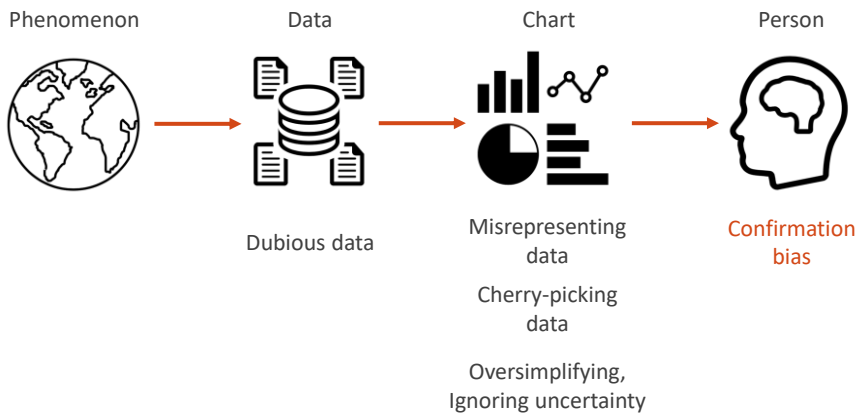 Phenomenon
Data
Chart
Person
Dubious data
Misrepresenting
data
Confirmation
bias
Cherry-picking
data
Oversimplifying,
Ignoring uncertainty